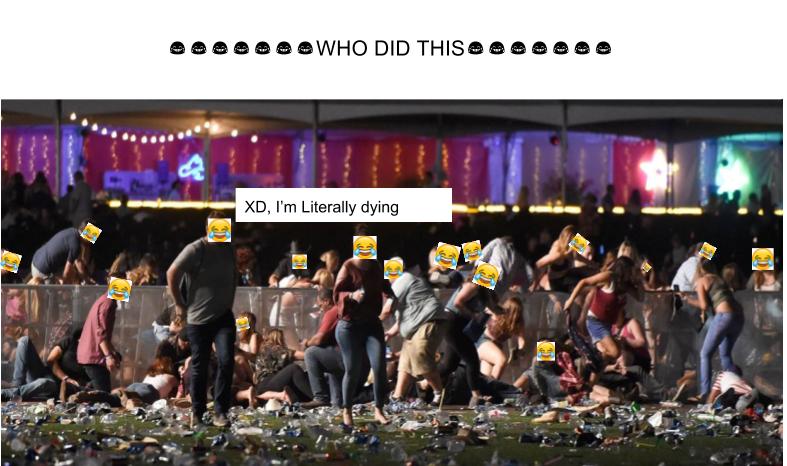 😂😂😂😂😂😂😂WHO DID THIS😂😂😂😂😂😂😂
XD, I'm Literally dying